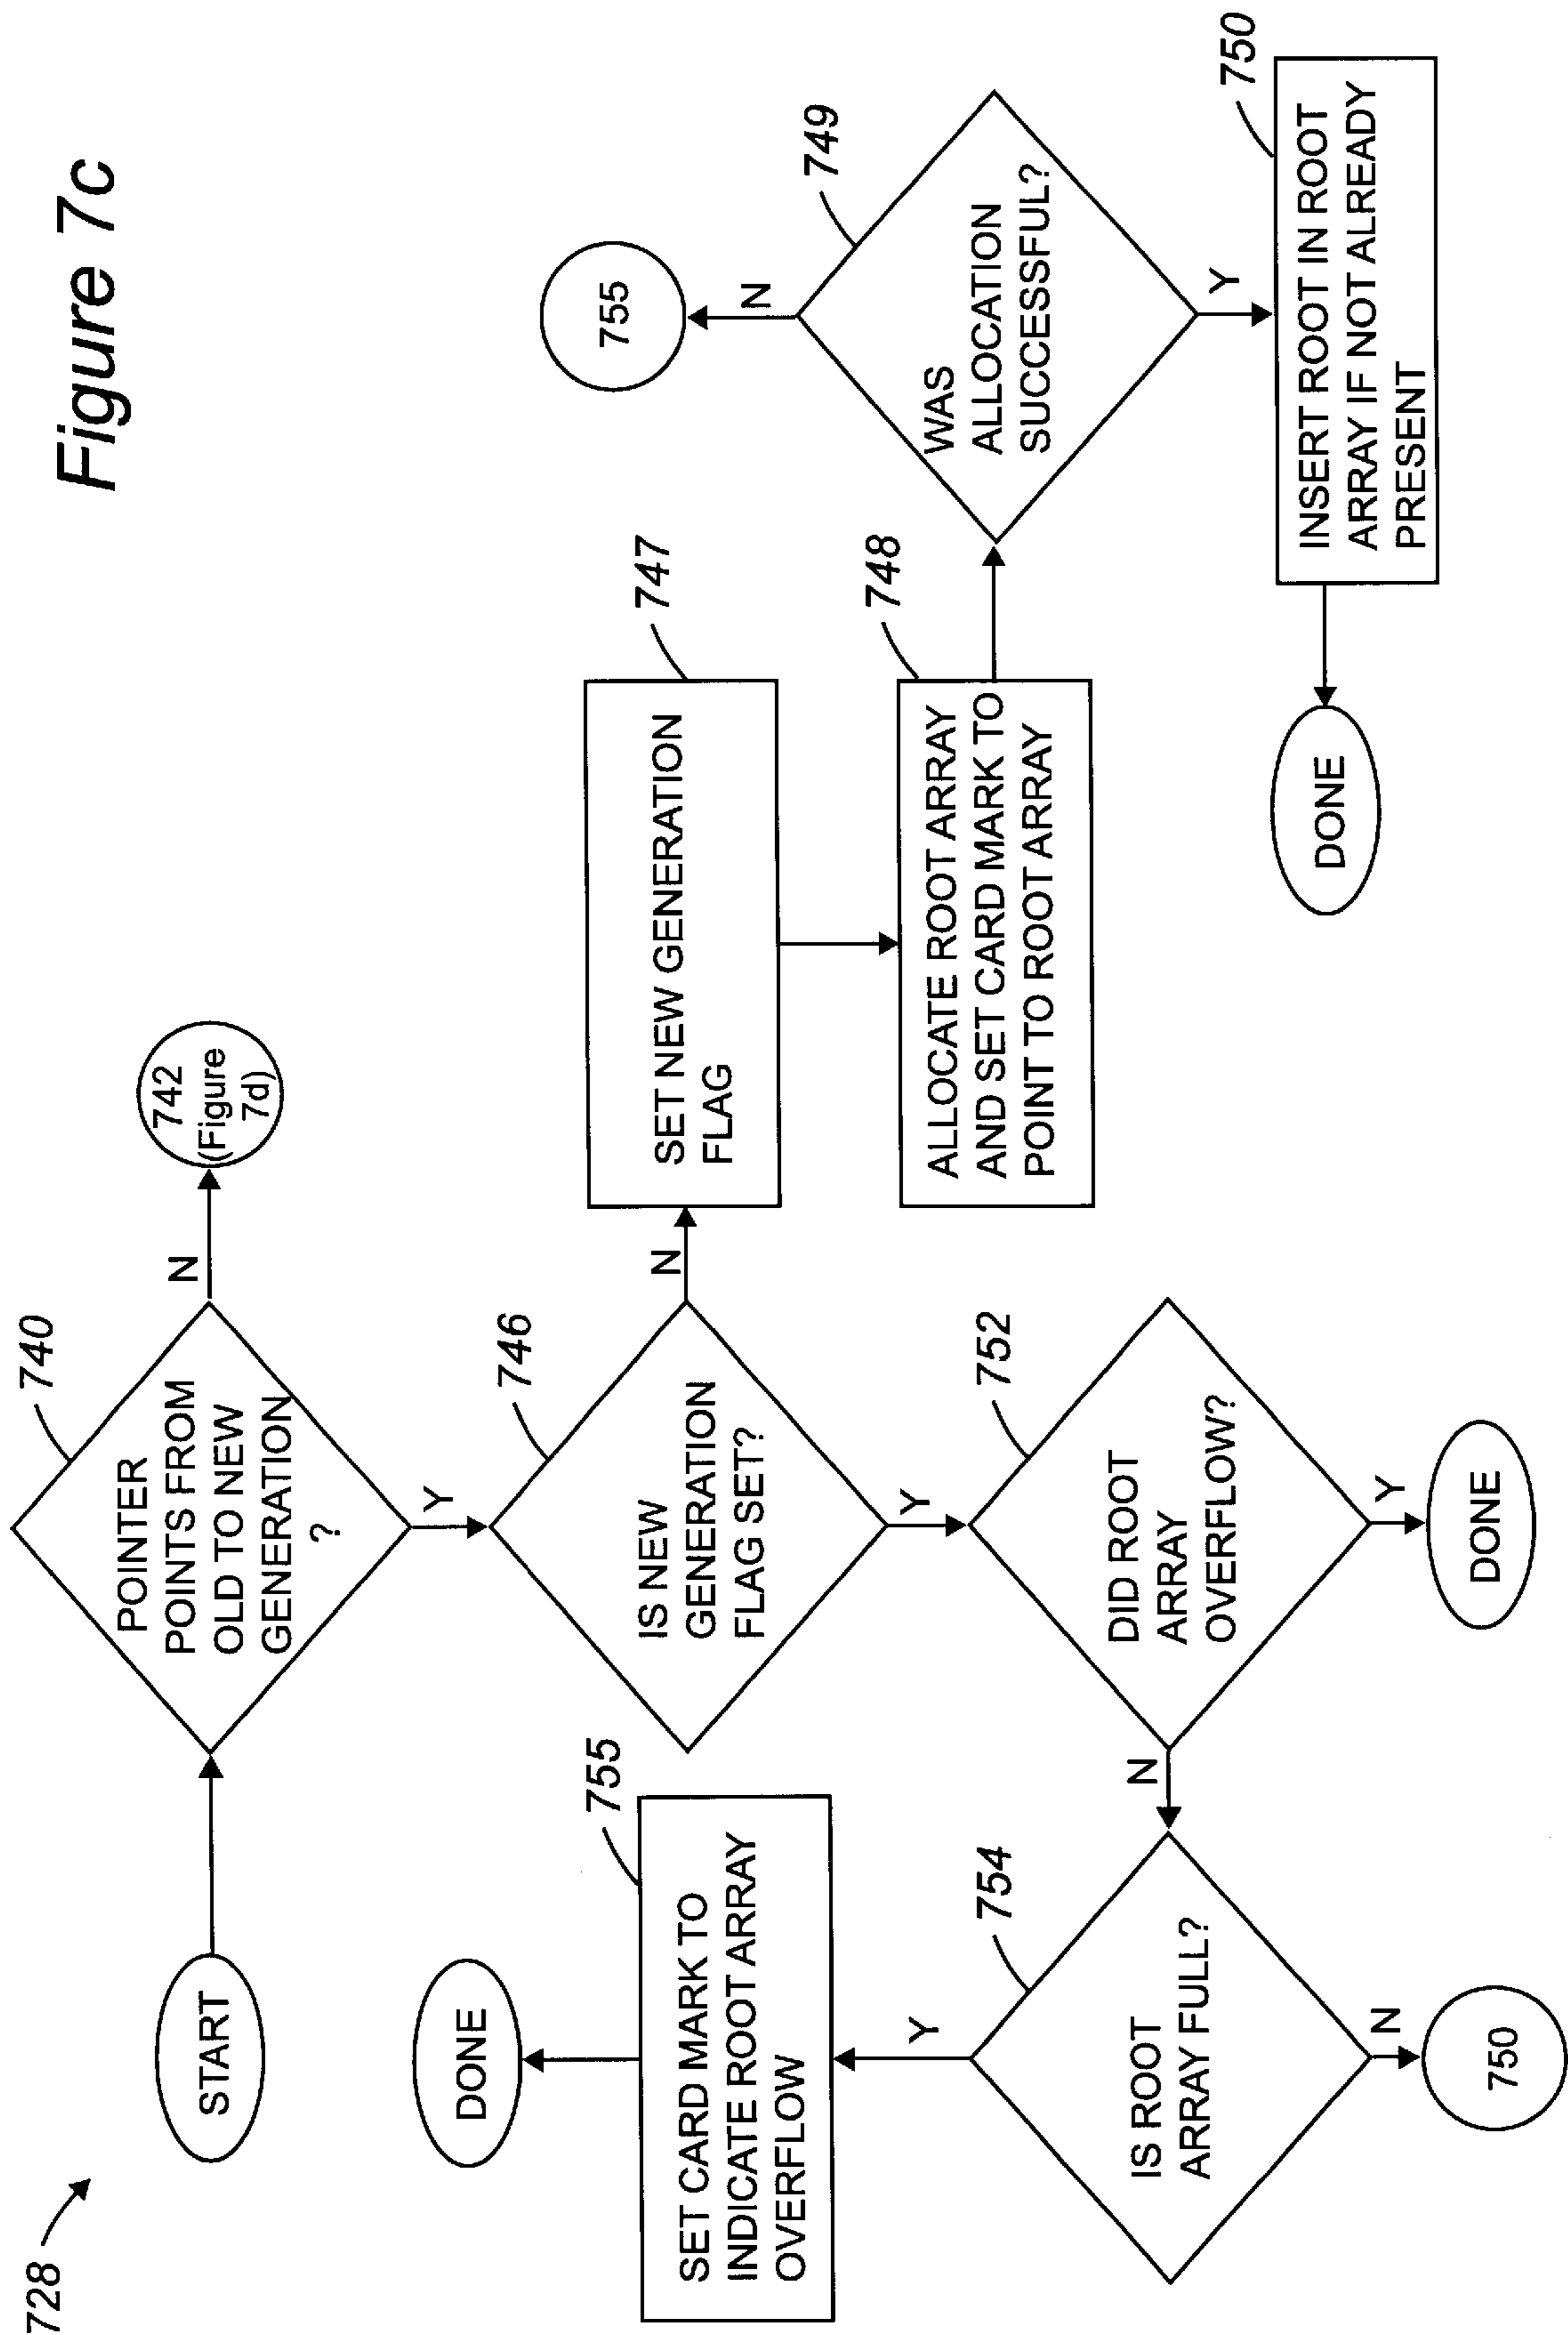 Figure 7c
728
START
740
POINTER
POINTS FROM
OLD TO NEW
GENERATION
?
N
742
(Figure
7d)
Y
746
IS NEW
GENERATION
FLAG SET?
N
747
SET NEW GENERATION
FLAG
748
ALLOCATE ROOT ARRAY
AND SET CARD MARK TO
POINT TO ROOT ARRAY
749
WAS
ALLOCATION
SUCCESSFUL?
N
755
Y
750
INSERT ROOT IN ROOT
ARRAY IF NOT ALREADY
PRESENT
DONE
Y
752
DID ROOT
ARRAY
OVERFLOW?
Y
DONE
N
754
IS ROOT
ARRAY FULL?
N
750
Y
755
SET CARD MARK TO
INDICATE ROOT ARRAY
OVERFLOW
DONE